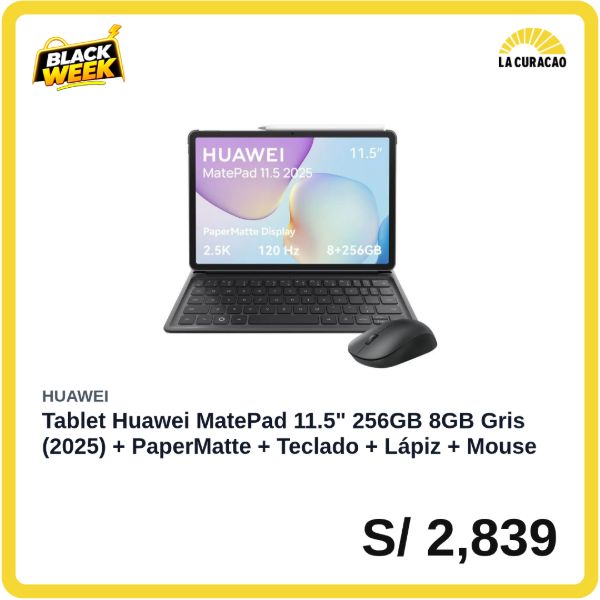 BLACK
WEEK
LA CURACAO
HUAWEI
11.5"
MatePad 11.5 2025
PaperMatte Display
2.5K
120 Hz
8+256GB
HUAWEI
Tablet Huawei MatePad 11.5" 256GB 8GB Gris
(2025) + PaperMatte + Teclado + Lápiz + Mouse
S/ 2,839